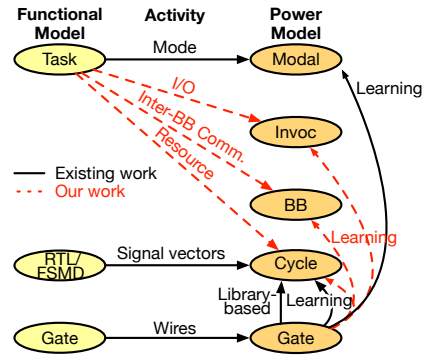 Functional Model
Activity
Power Model
Task
Mode
Modal
I/O
Learning
Inter-BB Comm.
Invoc
Resource
Existing work
Our work
BB
Learning
RTL/
FSMD
Signal vectors
Cycle
Library-
based
Learning
Gate
Wires
Gate